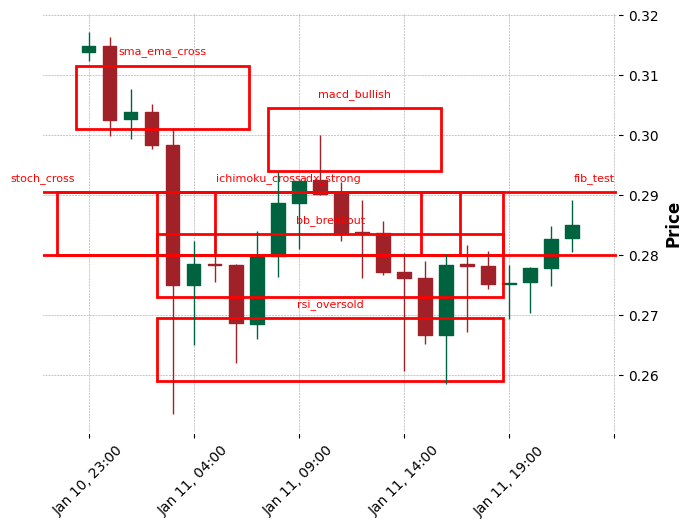 0.32
sma_ema_cross
0.31
macd_bullish
0.30
stoch_cross
ichimoku_cross
adx_strong
fib_test
0.29
bb_breakout
Price
0.28
rsi_oversold
0.27
0.26
Jan 10, 23:00
Jan 11, 04:00
Jan 11, 09:00
Jan 11, 14:00
Jan 11, 19:00